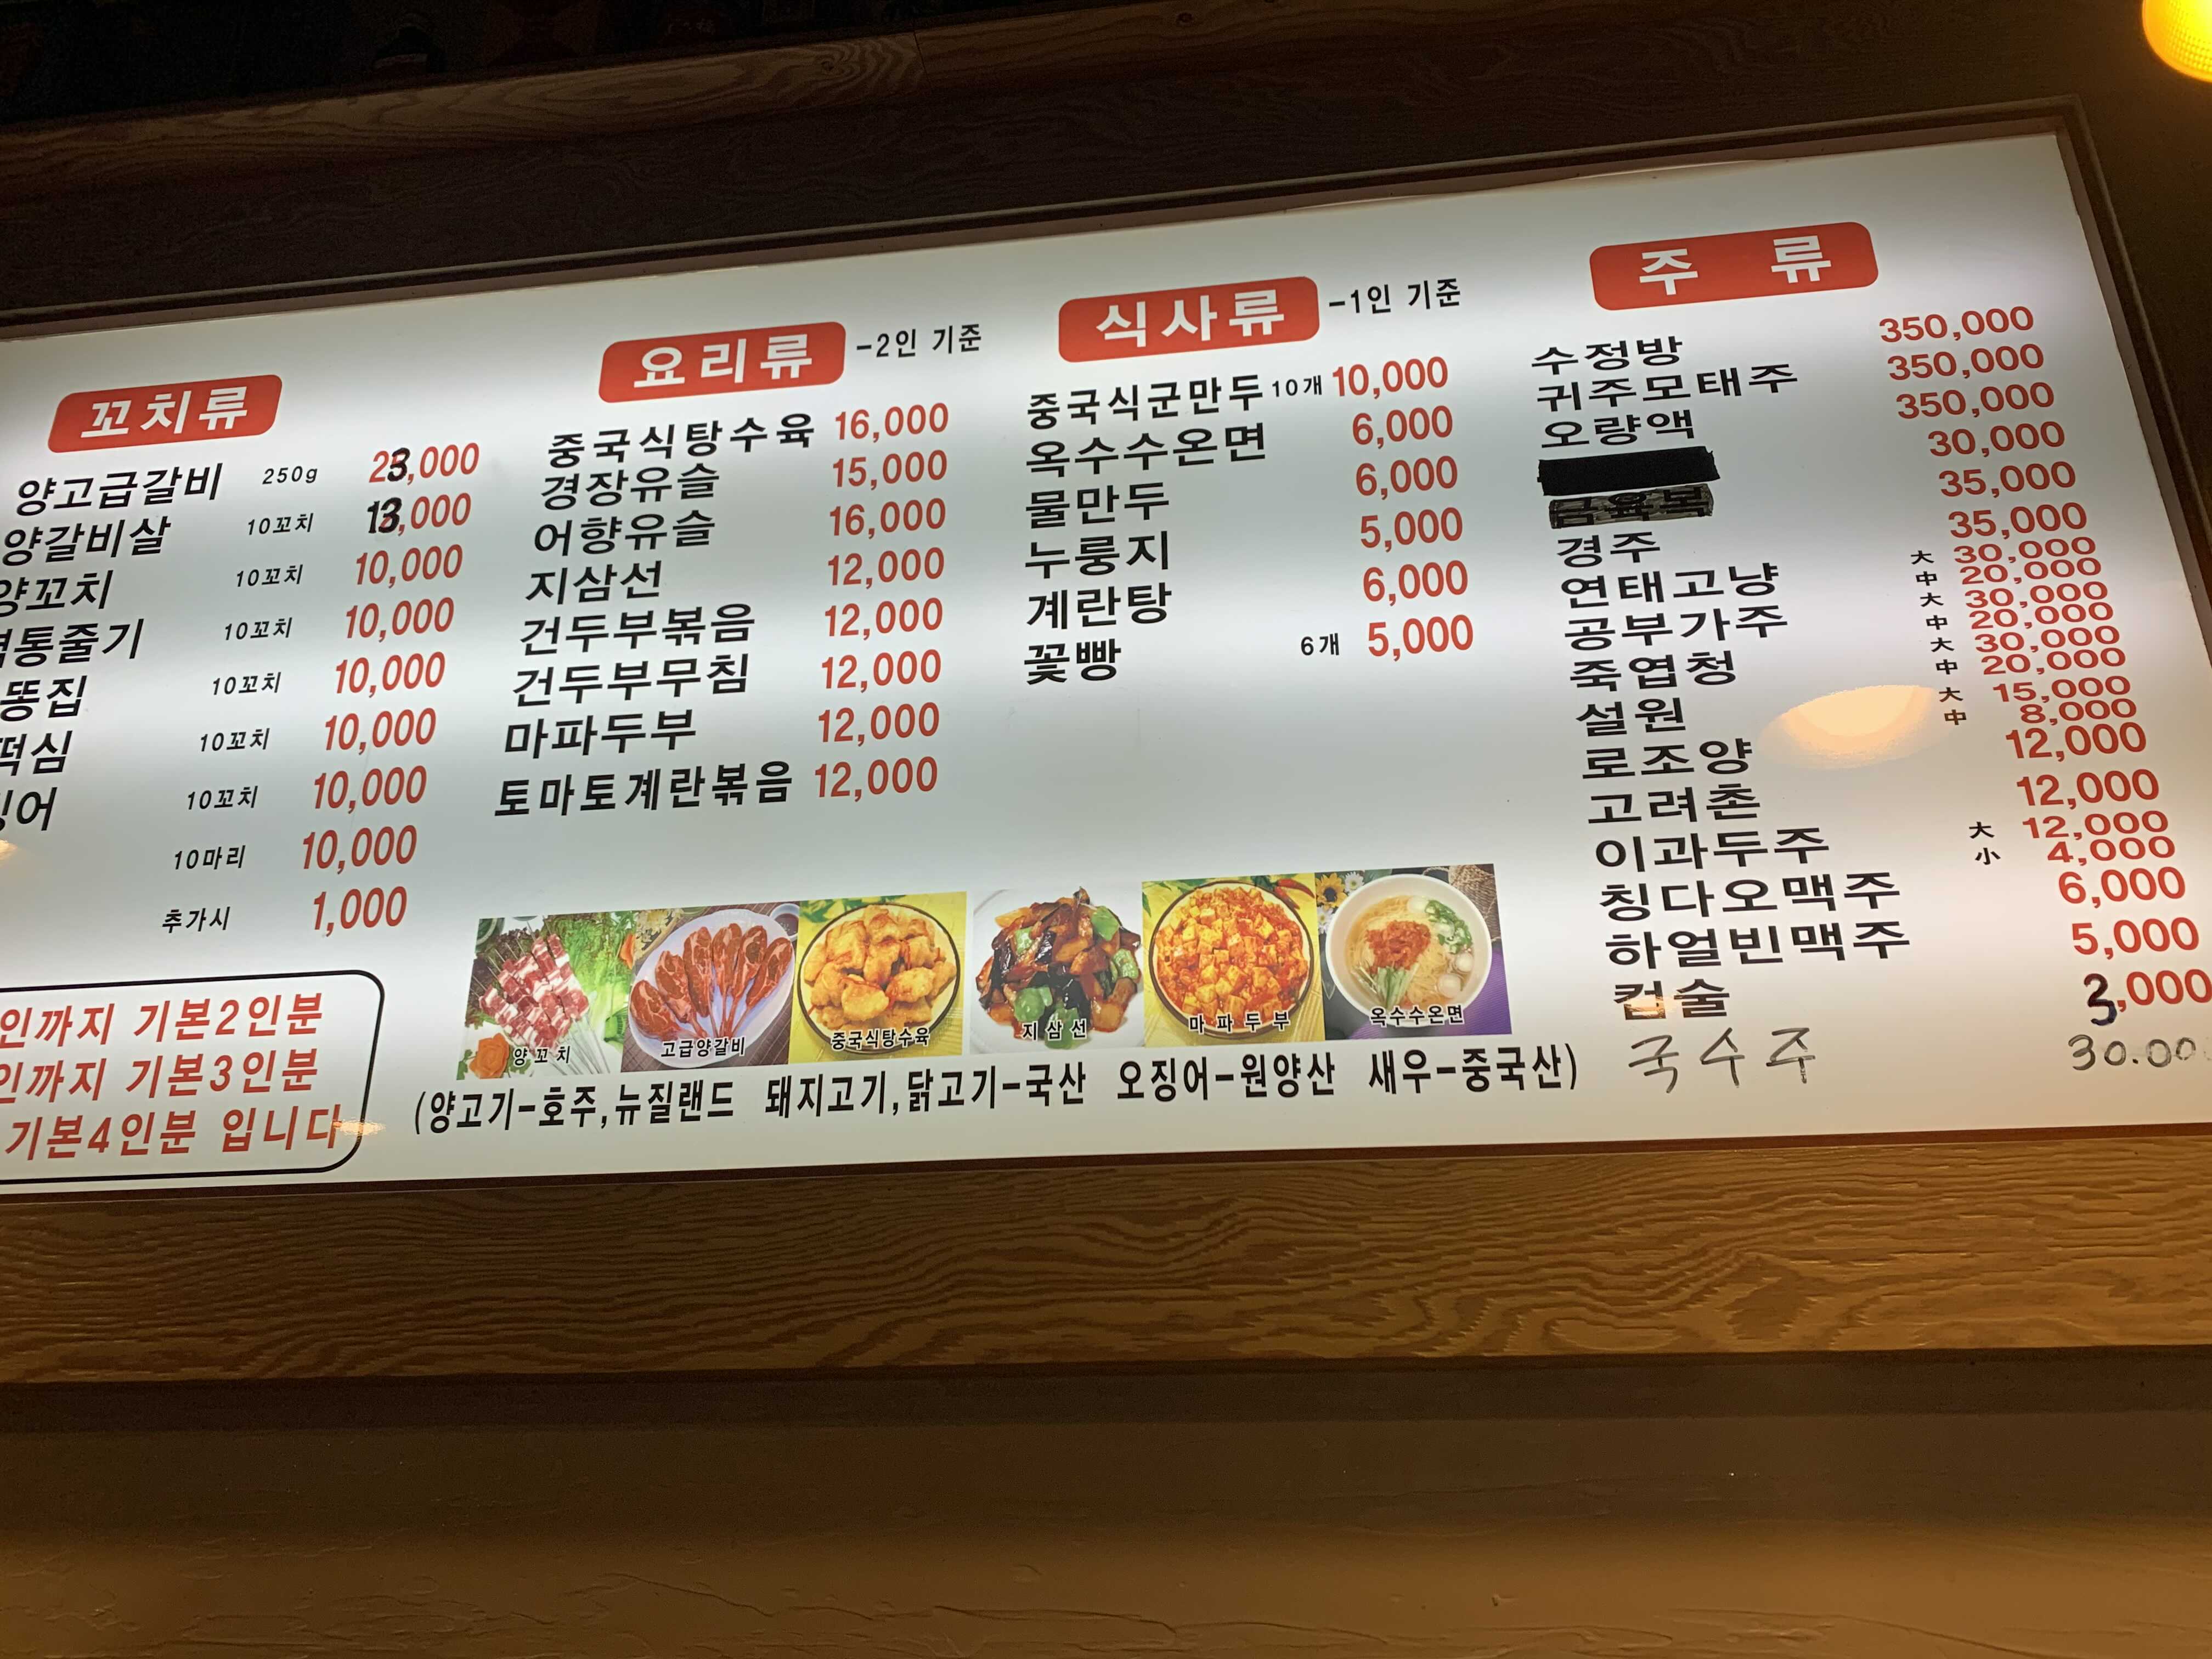 꼬치류
양고급갈비 250g 23,000
양갈비살 10꼬치 13,000
양꼬치 10꼬치 10,000
통줄기 10꼬치 10,000
똥집 10꼬치 10,000
떡심 10꼬치 10,000
10꼬치 10,000
10마리 10,000
추가시 1,000
인까지 기본2인분
인까지 기본3인분
기본4인분 입니다
요리류 -2인 기준
중국식탕수육 16,000
경장유슬 15,000
어향유슬 16,000
지삼선 12,000
건두부볶음 12,000
건두부무침 12,000
마파두부 12,000
토마토계란볶음 12,000
식사류 -1인 기준
중국식군만두 10개 10,000
옥수수온면 6,000
물만두 6,000
누룽지 5,000
계란탕 6,000
꽃빵 6개 5,000
주 류
수정방 350,000
귀주모태주 350,000
오량액 350,000
30,000
35,000
경주 35,000
연태고냥 大 30,000
中 20,000
공부가주 大 30,000
中 20,000
죽엽청 大 30,000
中 20,000
설원 大 15,000
中 8,000
로조양 12,000
고려촌 12,000
이과두주 大 12,000
小 4,000
칭다오맥주 6,000
하얼빈맥주 5,000
컵술 3,000
국수주 30.00
양꼬치
고급양갈비
중국식탕수육
지삼선
마파두부
옥수수온면
(양고기-호주,뉴질랜드 돼지고기,닭고기-국산 오징어-원양산 새우-중국산)